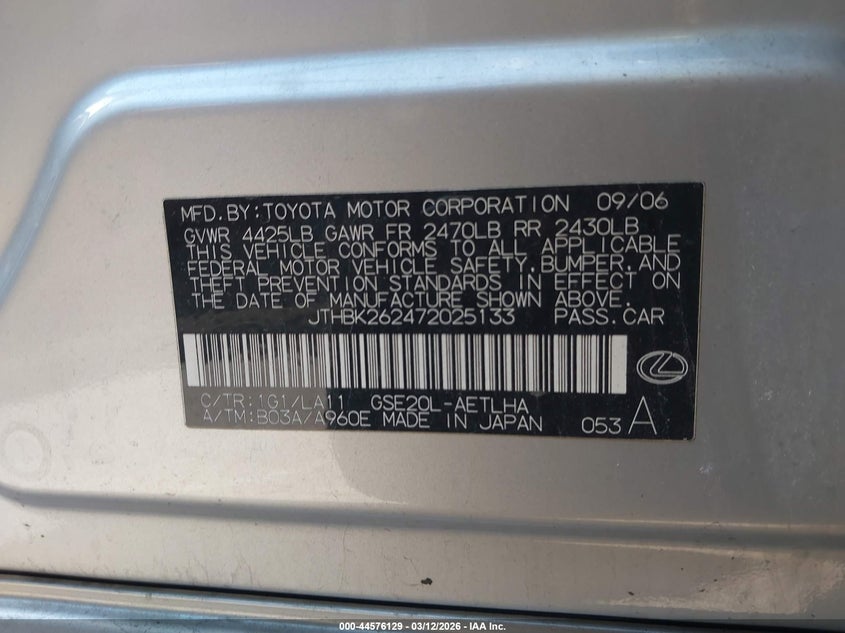 MFD.BY:TOYOTA MOTOR CORPORATION 09/06
GVWR 4425LB GAWR FR 2470LB RR 2430LB
THIS VEHICLE CONFORMS TO ALL APPLICABLE
FEDERAL MOTOR VEHICLE SAFETY,BUMPER,AND
THEFT PREVENTION STANDARDS IN EFFECT ON
THE DATE OF MANUFACTURE SHOWN ABOVE.
JTHBK262472025133 PASS.CAR
C/TR:1G1/LA11 GSE20L-AETLHA
A/TM:B03A/A960E MADE IN JAPAN 053 A
000-44576129 - 03/12/2026 - IAA Inc.